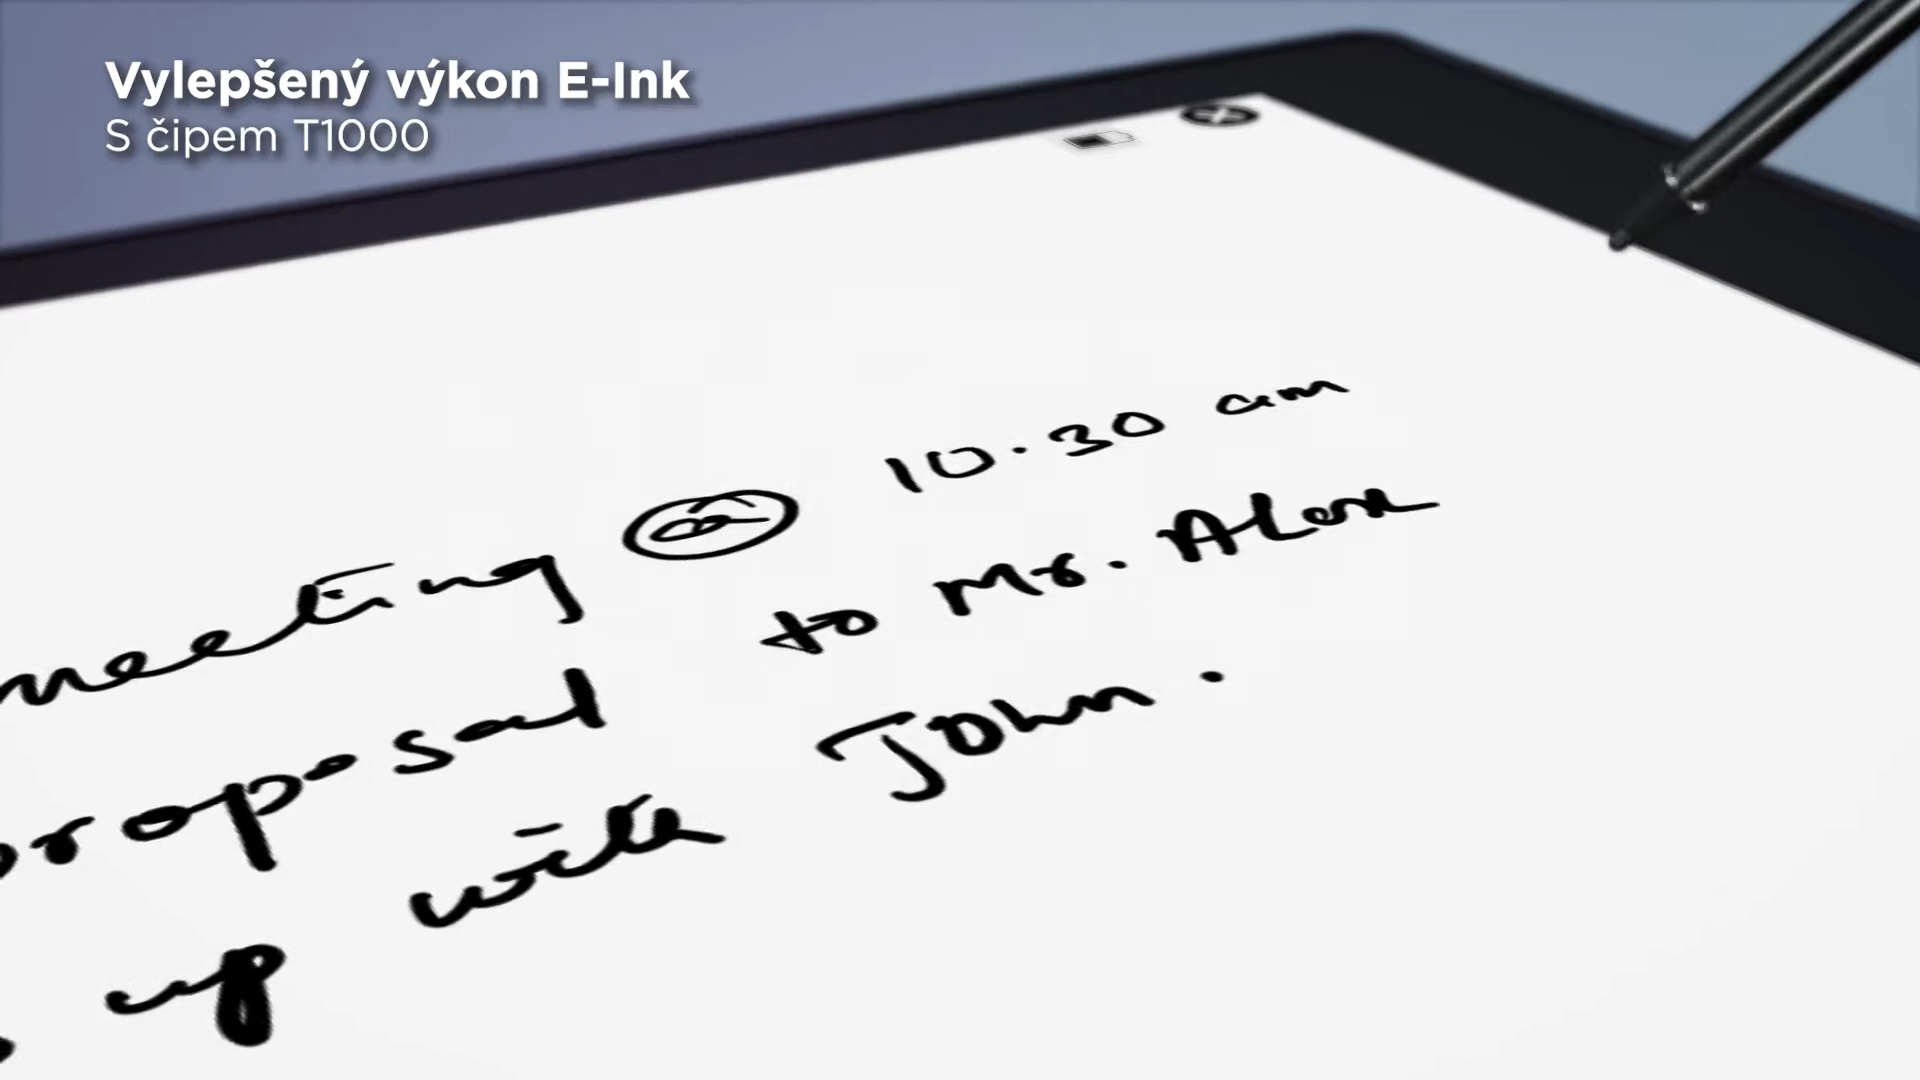 Vylepšený výkon E-Ink
S čipem T1000
meeting @ 10.30 am
proposal to Mr. Alex
up with John.